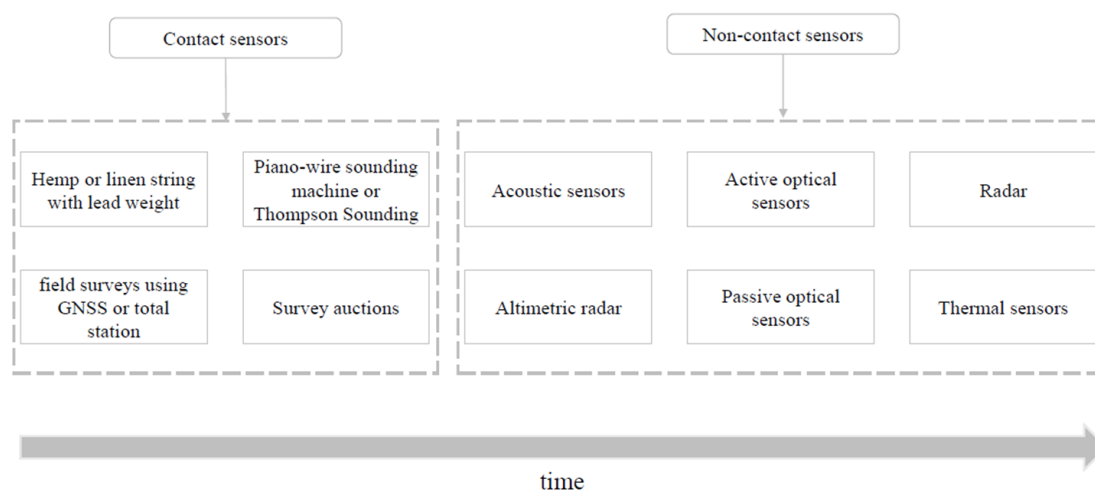 Contact sensors
Non-contact sensors
Hemp or linen string
with lead weight
Piano-wire sounding
machine or
Thompson Sounding
Acoustic sensors
Active optical
sensors
Radar
field surveys using
GNSS or total
station
Survey auctions
Altimetric radar
Passive optical
sensors
Thermal sensors
time